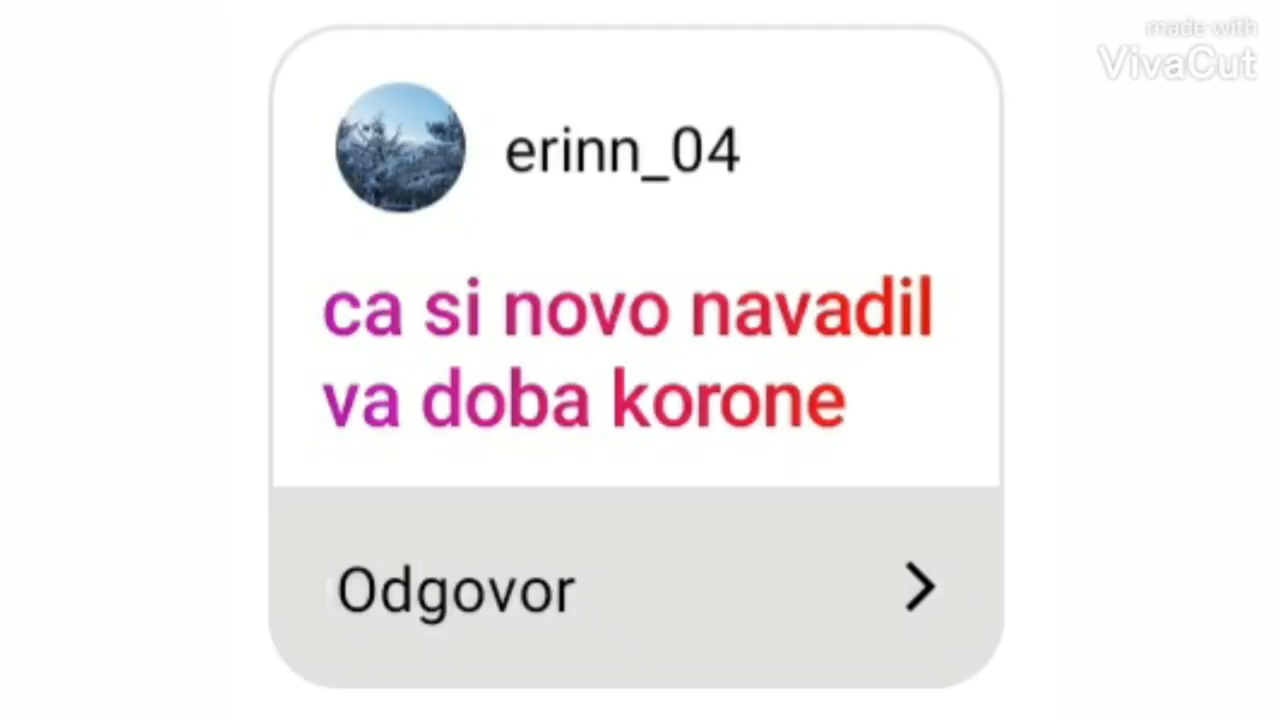 made with
VivaCut
erinn_04
ca si novo navadil
va doba korone
Odgovor